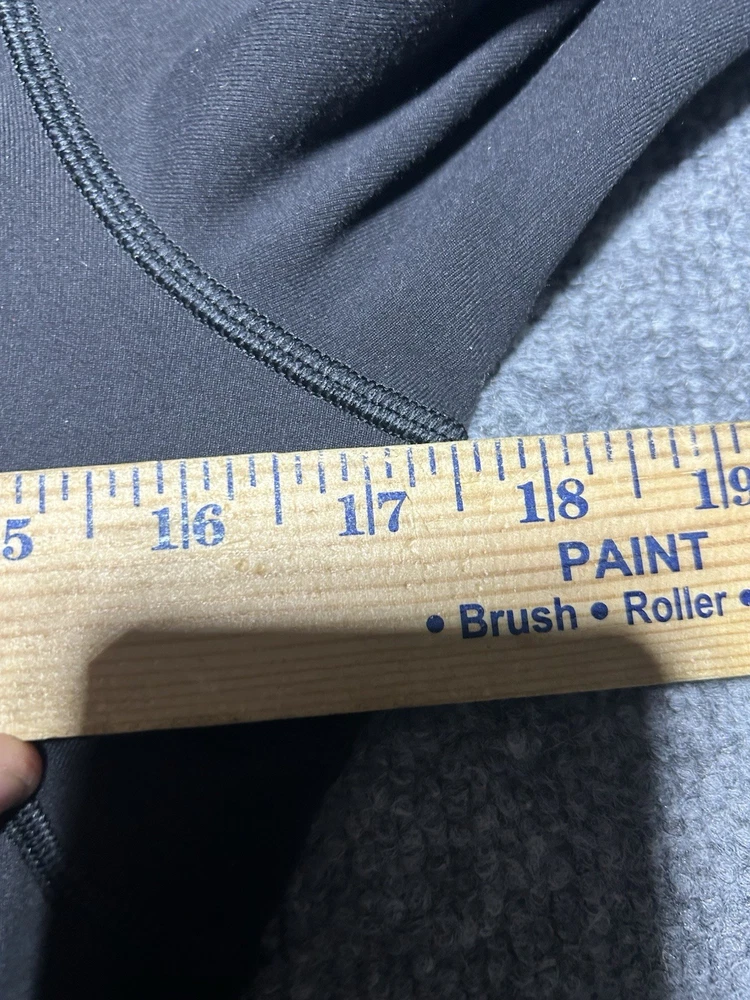 5 16 17 18 19
PAINT
• Brush • Roller •